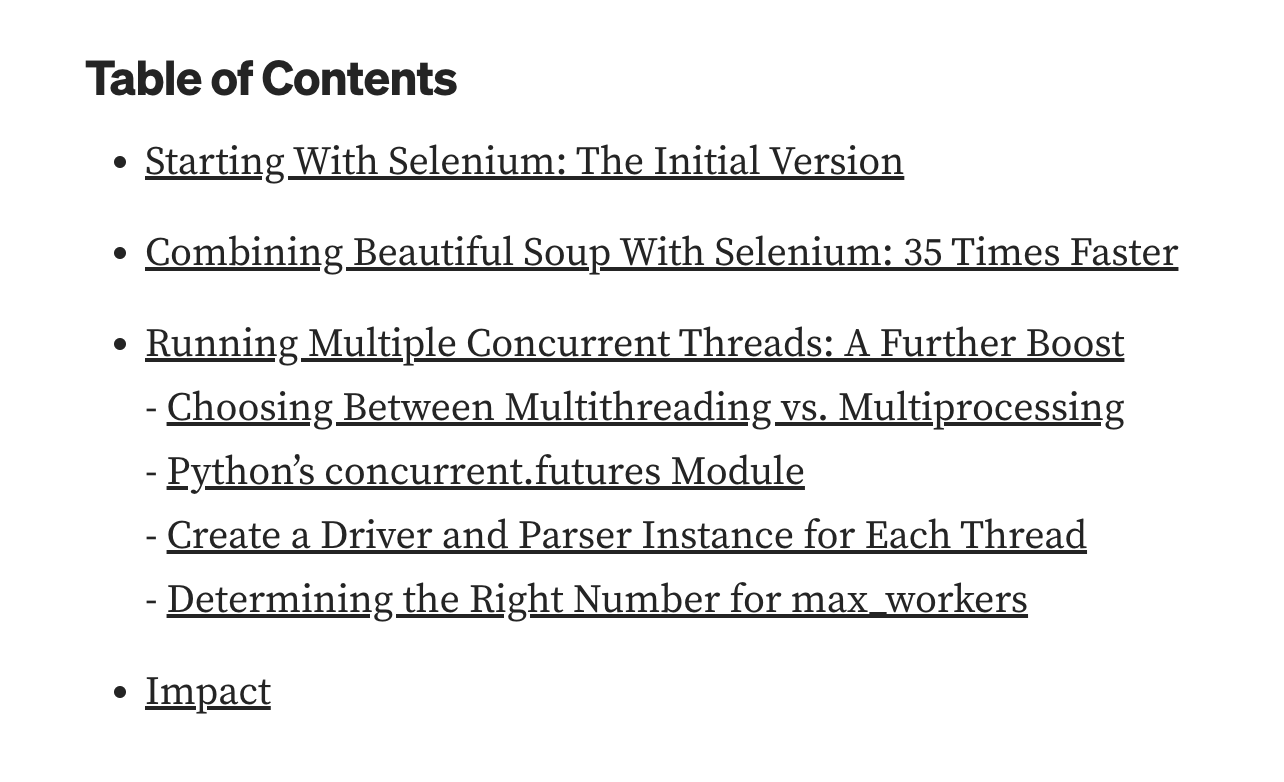 Table of Contents
• Starting With Selenium: The Initial Version
• Combining Beautiful Soup With Selenium: 35 Times Faster
• Running Multiple Concurrent Threads: A Further Boost
- Choosing Between Multithreading vs. Multiprocessing
- Python’s concurrent.futures Module
- Create a Driver and Parser Instance for Each Thread
- Determining the Right Number for max_workers
• Impact